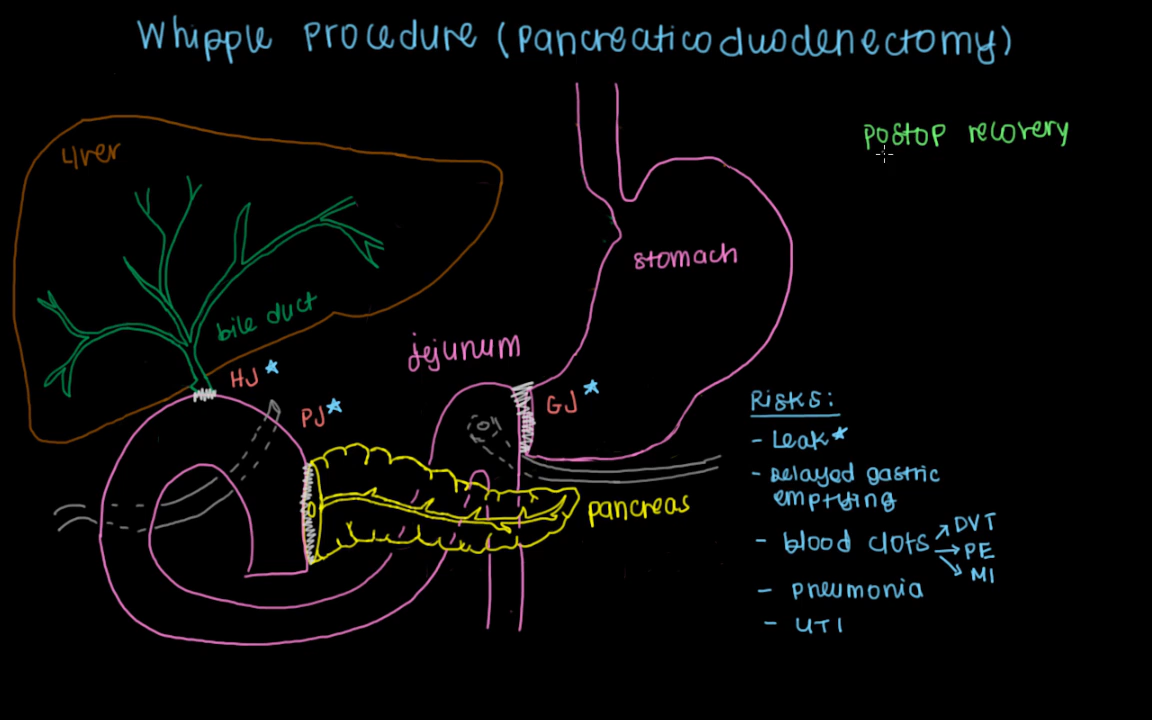 Whipple Procedure (Pancreaticoduodenectomy)
Postop recovery
liver
bile duct
stomach
jejunum
HJ*
PJ*
GJ*
pancreas
Risks:
- Leak*
- Delayed gastric
emptying
- blood clots → DVT
→ PE
→ MI
- pneumonia
- UTI